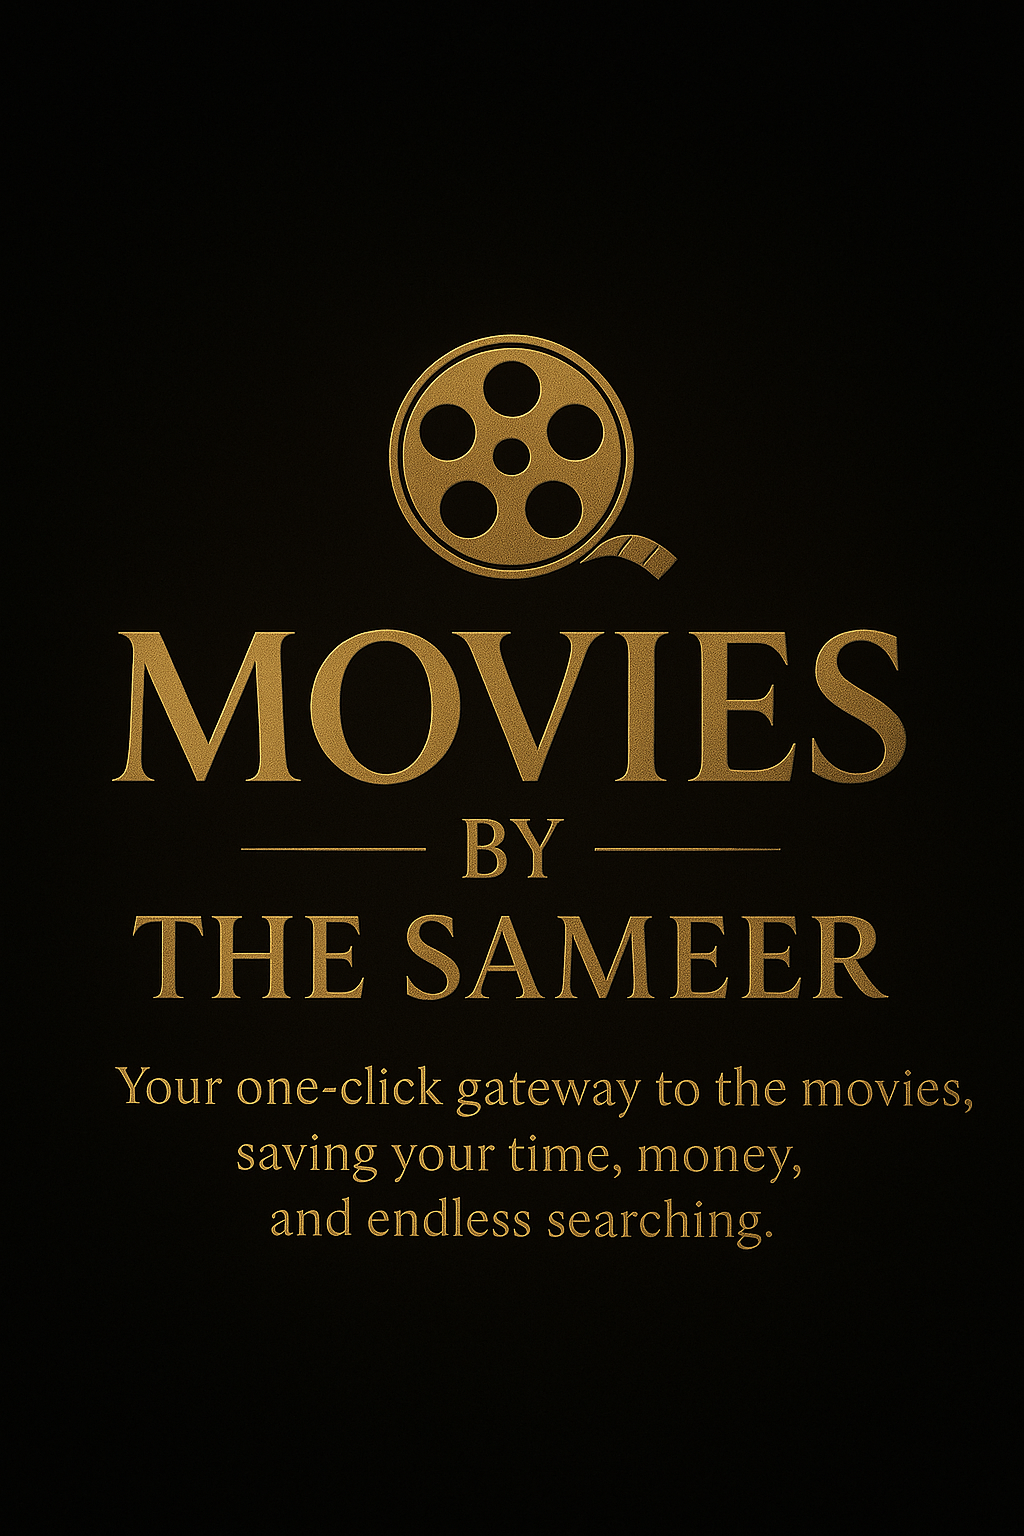 MOVIES
BY
THE SAMEER
Your one-click gateway to the movies,
saving your time, money,
and endless searching.